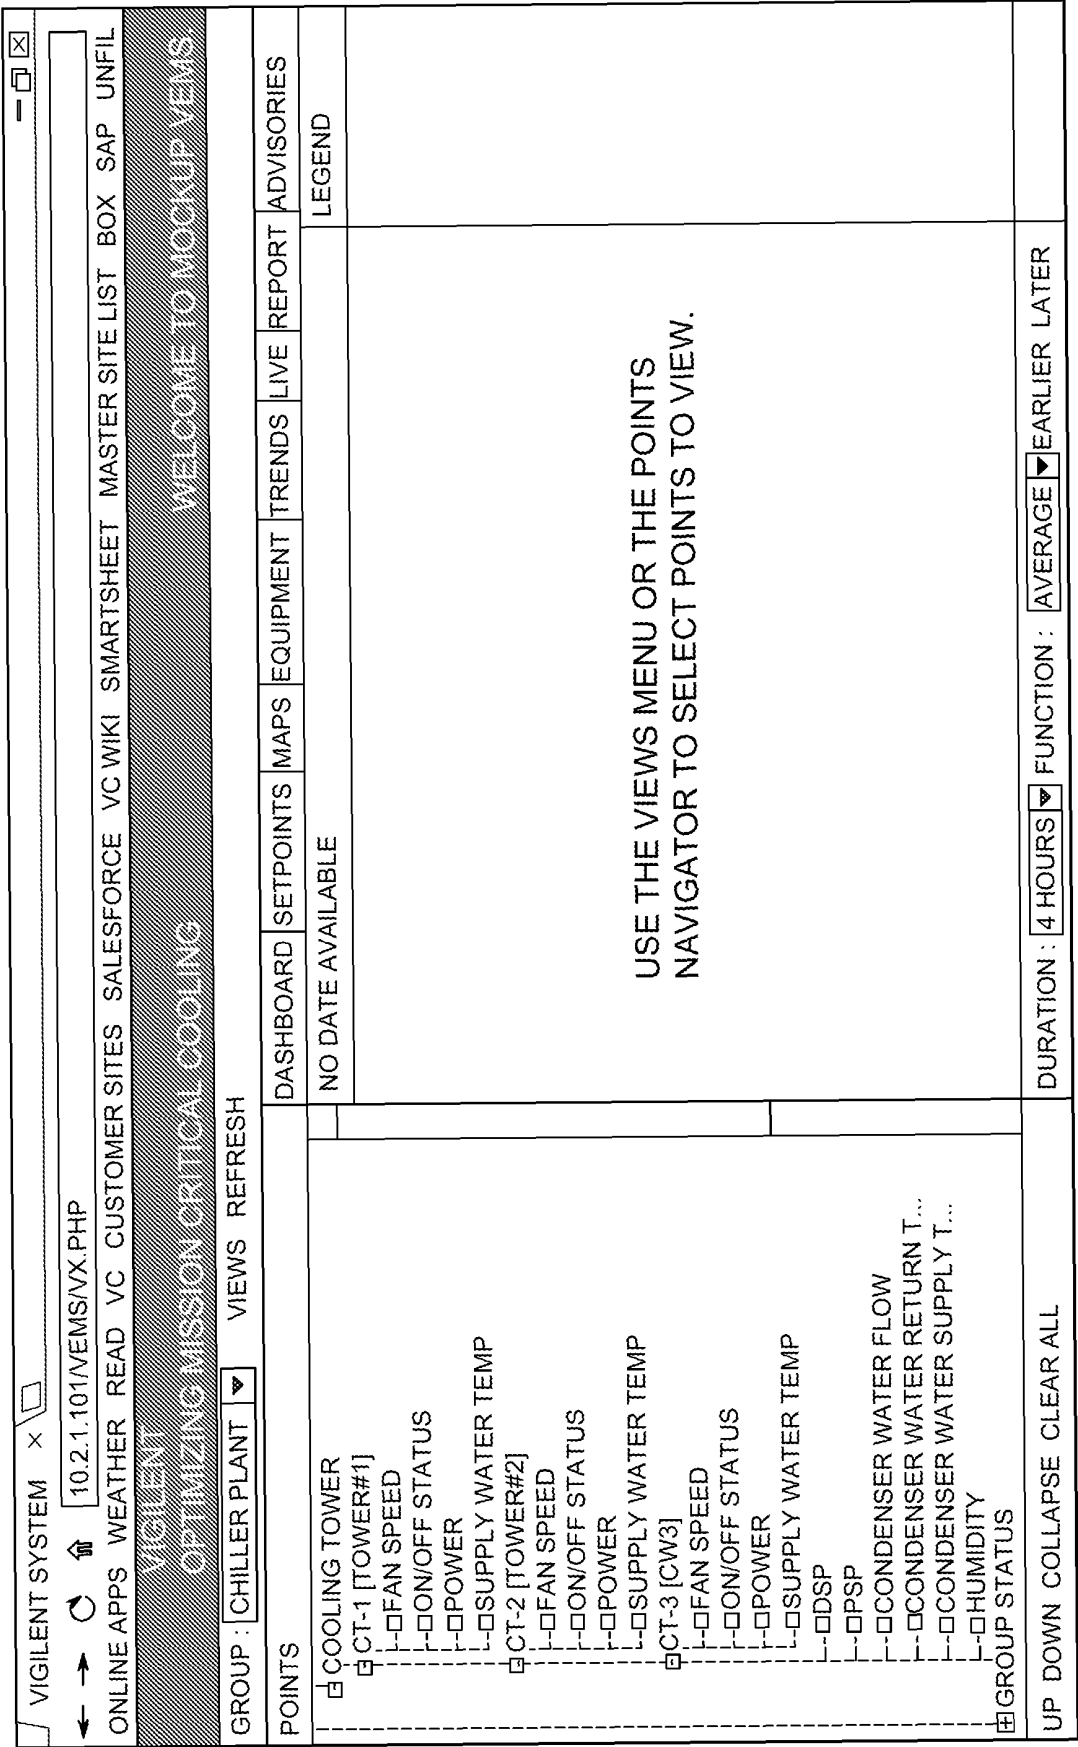 VIGILENT SYSTEM ×
10.2.1.101/VEMS/VX.PHP
ONLINE APPS WEATHER READ VC CUSTOMER SITES SALESFORCE VC WIKI SMARTSHEET MASTER SITE LIST BOX SAP UNFIL
VIGILENT
OPTIMIZING MISSION CRITICAL COOLING WELCOME TO MOCKUP VEMS
GROUP : CHILLER PLANT VIEWS REFRESH
POINTS
DASHBOARD SETPOINTS MAPS EQUIPMENT TRENDS LIVE REPORT ADVISORIES
NO DATE AVAILABLE
LEGEND
COOLING TOWER
CT-1 [TOWER#1]
FAN SPEED
ON/OFF STATUS
POWER
SUPPLY WATER TEMP
CT-2 [TOWER#2]
FAN SPEED
ON/OFF STATUS
POWER
SUPPLY WATER TEMP
CT-3 [CW3]
FAN SPEED
ON/OFF STATUS
POWER
SUPPLY WATER TEMP
DSP
PSP
CONDENSER WATER FLOW
CONDENSER WATER RETURN T...
CONDENSER WATER SUPPLY T...
HUMIDITY
GROUP STATUS
USE THE VIEWS MENU OR THE POINTS
NAVIGATOR TO SELECT POINTS TO VIEW.
UP DOWN COLLAPSE CLEAR ALL
DURATION : 4 HOURS FUNCTION : AVERAGE EARLIER LATER